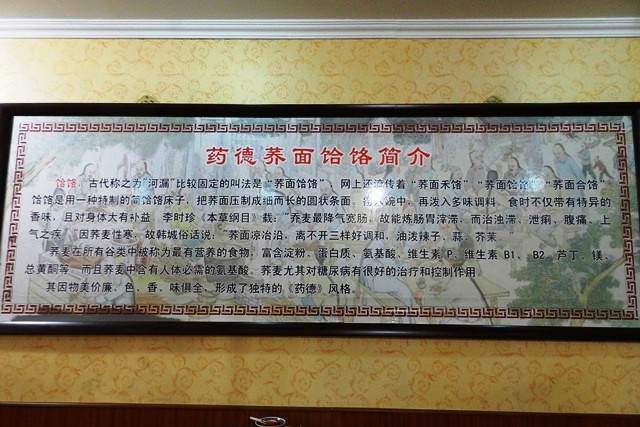 药德荞面饸饹简介
饸饹，古代称之为“河漏”比较固定的叫法是“荞面饸饹”，网上还流传着“荞面禾饹”“荞面饸饹”“荞面合饹”
饸饹是用一种特制的简饸饹床子，把荞面压制成细而长的圆状条面，待入碗中，再泼入多味调料，食时不仅带有特异的
香味，且对身体大有补益，李时珍《本草纲目》载：“荞麦最降气宽肠，故能炼肠胃滓滞，而治浊滞、泄痢、腹痛、上
气之疾”因荞麦性寒，故韩城俗话说：“荞面凉冶沿，离不开三样好调和，油泼辣子、蒜、芥茉
荞麦在所有谷类中被称为最有营养的食物，富含淀粉、蛋白质、氨基酸、维生素P、维生素B1、B2、芦丁、镁、
总黄酮等，而且荞麦中含有人体必需的氨基酸、荞麦尤其对糖尿病有很好的治疗和控制作用
其因物美价廉、色、香、味俱全、形成了独特的《药德》风格。